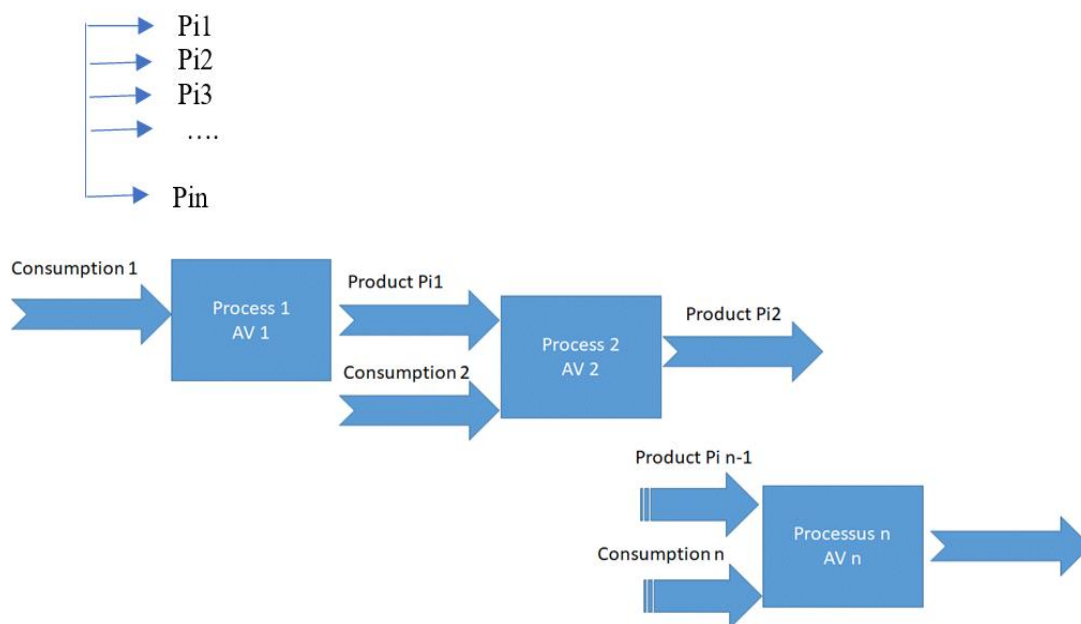 Pi1
Pi2
Pi3
....
Pin
Consumption 1
Process 1
AV 1
Product Pi1
Consumption 2
Process 2
AV 2
Product Pi2
Product Pi n-1
Consumption n
Processus n
AV n